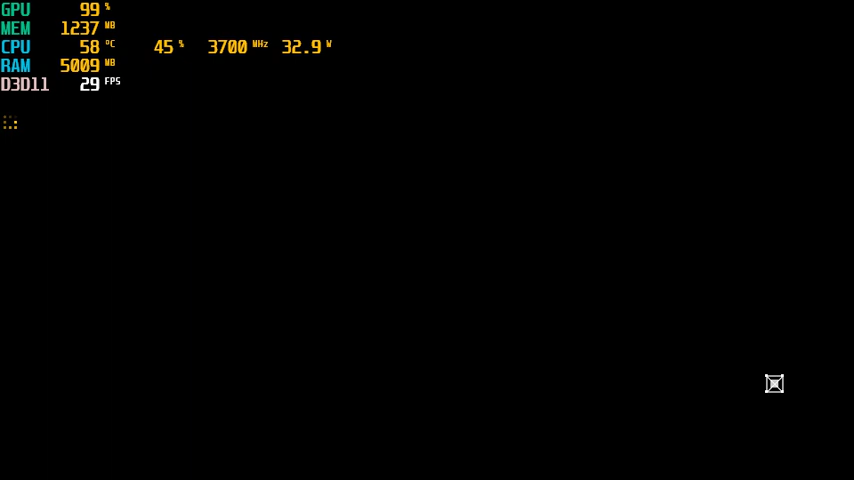 GPU 99 %
MEM 1237 MB
CPU 58 °C 45 % 3700 MHz 32.9 W
RAM 5009 MB
D3D11 29 FPS